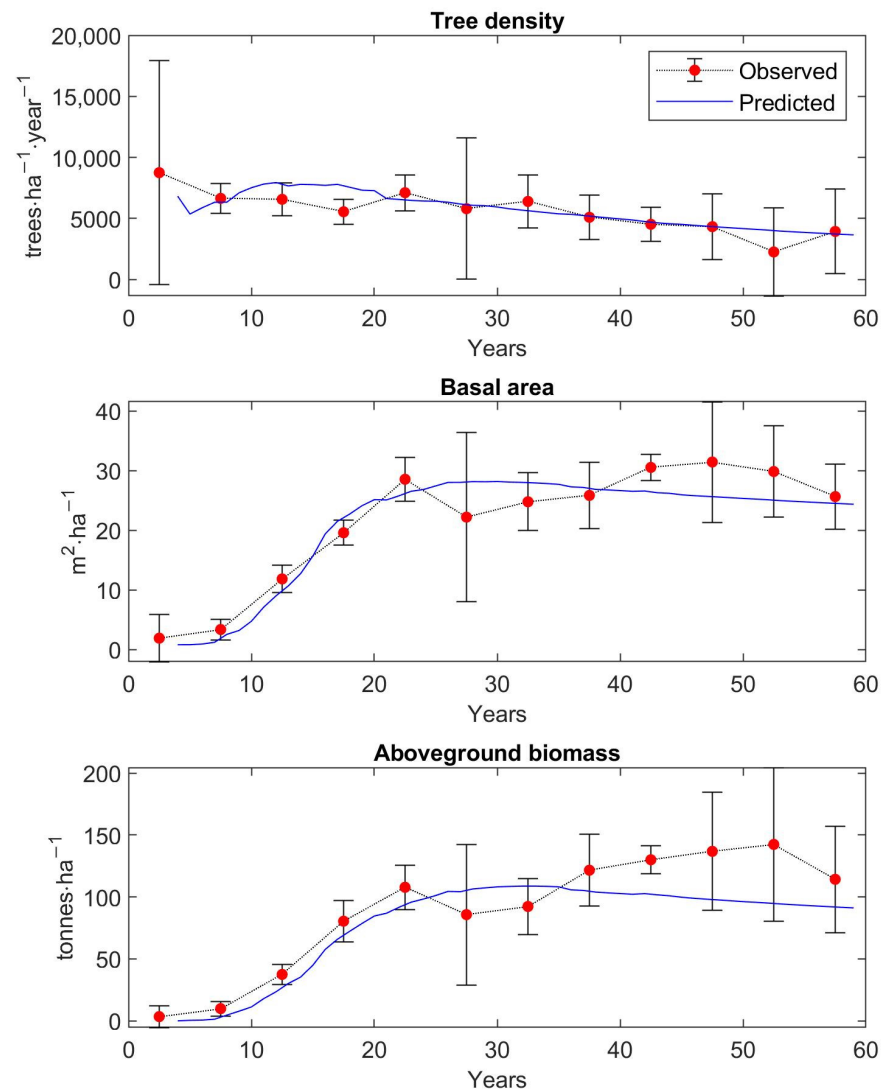 Tree density
20,000
15,000
10,000
5000
0
trees·ha⁻¹·year⁻¹
Observed
Predicted
0 10 20 30 40 50 60
Years
Basal area
40
30
20
10
0
m²·ha⁻¹
0 10 20 30 40 50 60
Years
Aboveground biomass
200
150
100
50
0
tonnes·ha⁻¹
0 10 20 30 40 50 60
Years